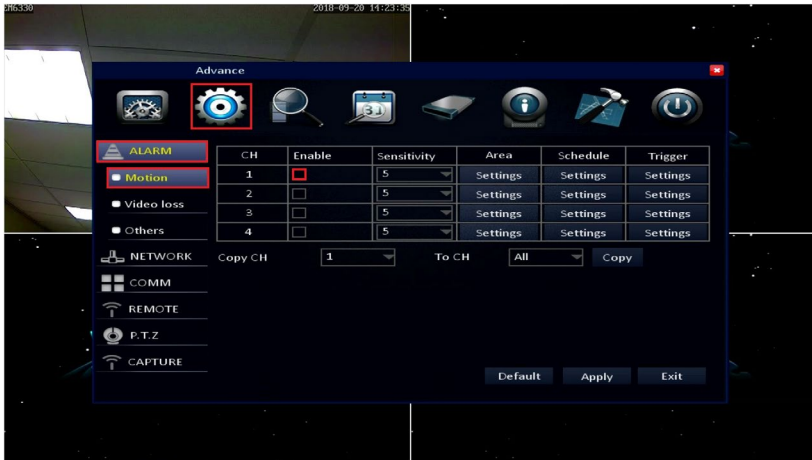 EM6330 2018-09-20 14:23:35
Advance
31
ALARM CH Enable Sensitivity Area Schedule Trigger
Motion 1 5 Settings Settings Settings
Video loss 2 5 Settings Settings Settings
3 5 Settings Settings Settings
Others 4 5 Settings Settings Settings
NETWORK Copy CH 1 To CH All Copy
COMM
REMOTE
P.T.Z
CAPTURE
Default Apply Exit